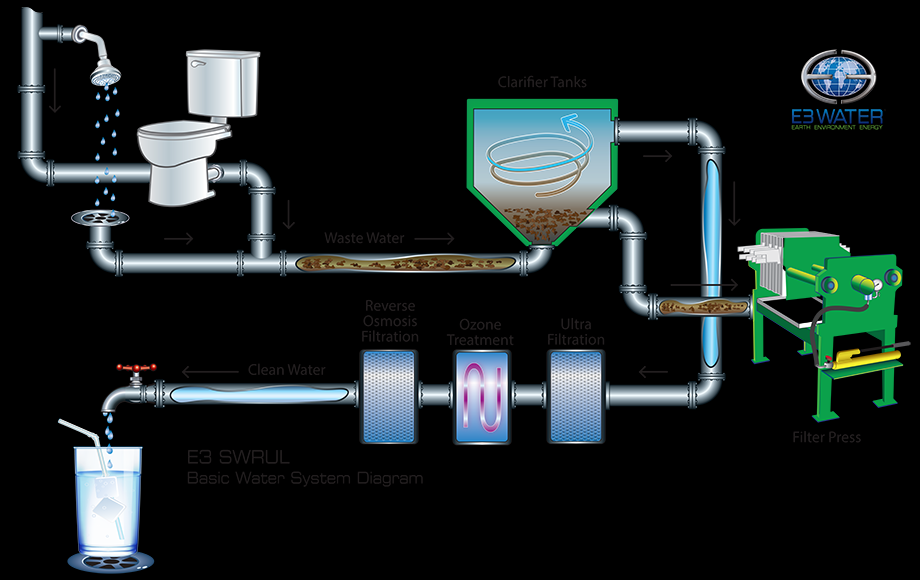 Clarifier Tanks
E3 WATER
EARTH ENVIRONMENT ENERGY
Waste Water
Reverse
Osmosis
Filtration
Ozone
Treatment
Ultra
Filtration
Clean Water
Filter Press
E3 SWRUL
Basic Water System Diagram